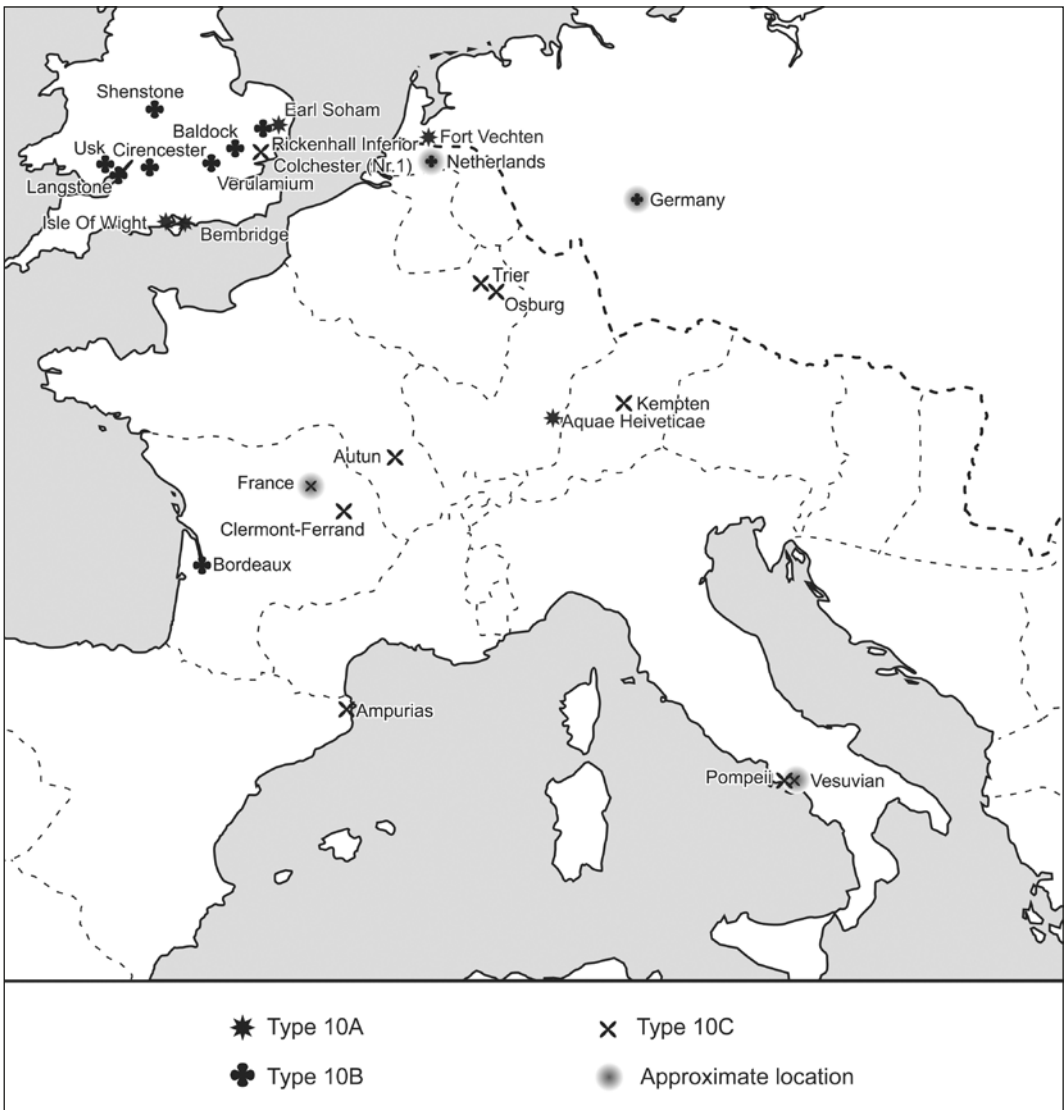 Shenstone
Earl Soham
Baldock
Rickenhall Inferior
Usk
Cirencester
Colchester (Nr.1)
Langstone
Verulamium
Isle Of Wight
Bembridge
Fort Vechten
Netherlands
Germany
Trier
Osburg
Kempten
Aquae Helveticae
Autun
France
Clermont-Ferrand
Bordeaux
Ampurias
Pompeii
Vesuvian
Type 10A
Type 10C
Type 10B
Approximate location